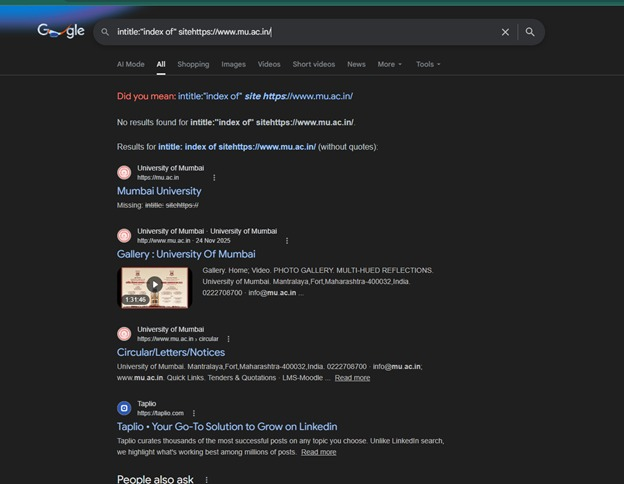 Google
intitle:"index of" sitehttps://www.mu.ac.in/
AI Mode All Shopping Images Videos Short videos News More Tools
Did you mean: intitle:"index of" site https://www.mu.ac.in/
No results found for intitle:"index of" sitehttps://www.mu.ac.in/.
Results for intitle: index of sitehttps://www.mu.ac.in/ (without quotes):
University of Mumbai
https://mu.ac.in
Mumbai University
Missing: intitle: sitehttps://
University of Mumbai · University of Mumbai
http://www.mu.ac.in · 24 Nov 2025
Gallery : University Of Mumbai
1:31:46
Gallery. Home; Video. PHOTO GALLERY. MULTI-HUED REFLECTIONS.
University of Mumbai. Mantralaya,Fort,Maharashtra-400032,India.
0222708700 · info@mu.ac.in ...
University of Mumbai
https://www.mu.ac.in › circular
Circular/Letters/Notices
University of Mumbai. Mantralaya,Fort,Maharashtra-400032,India. 0222708700 · info@mu.ac.in;
www.mu.ac.in. Quick Links. Tenders & Quotations · LMS-Moodle ... Read more
Taplio
https://taplio.com
Taplio • Your Go-To Solution to Grow on Linkedin
Taplio curates thousands of the most successful posts on any topic you choose. Unlike LinkedIn search,
we highlight what's working best among millions of posts. Read more
People also ask